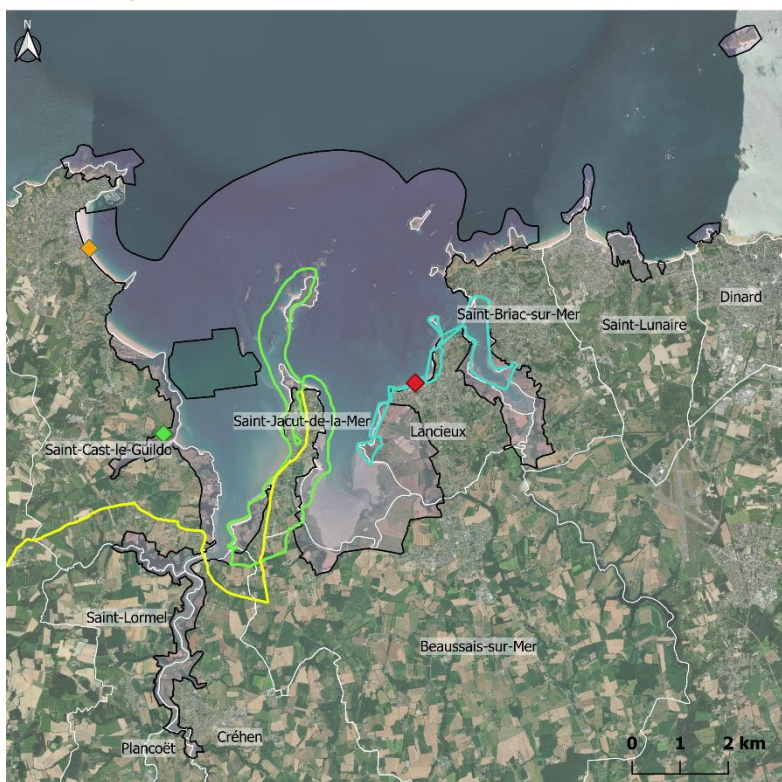 N
Dinard
Saint-Briac-sur-Mer
Saint-Lunaire
Saint-Jacut-de-la-Mer
Lancieux
Saint-Cast-le-Guildo
Saint-Lormel
Beaussais-sur-Mer
Créhen
Plancoët
0 1 2 km